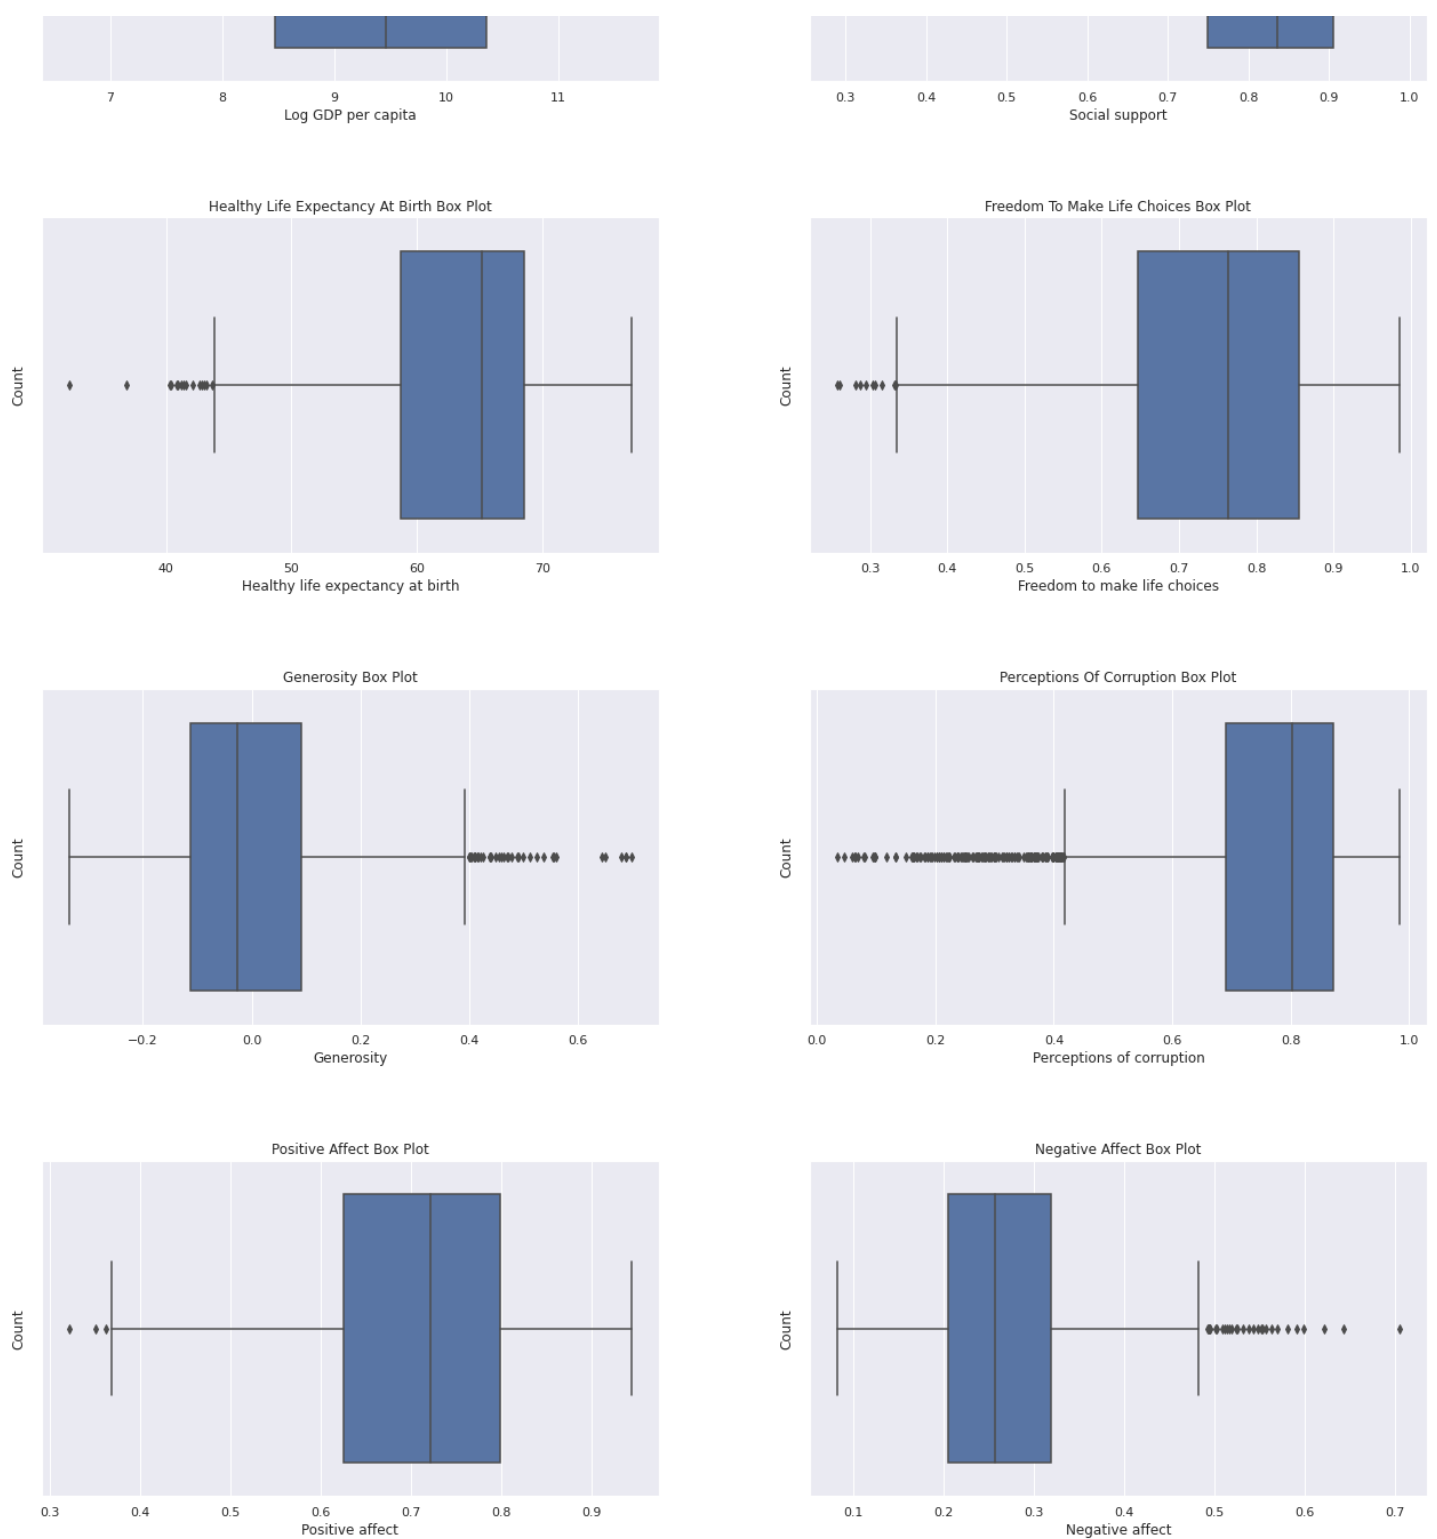 7 8 9 10 11
Log GDP per capita
0.3 0.4 0.5 0.6 0.7 0.8 0.9 1.0
Social support
Healthy Life Expectancy At Birth Box Plot
Count
40 50 60 70
Healthy life expectancy at birth
Freedom To Make Life Choices Box Plot
Count
0.3 0.4 0.5 0.6 0.7 0.8 0.9 1.0
Freedom to make life choices
Generosity Box Plot
Count
−0.2 0.0 0.2 0.4 0.6
Generosity
Perceptions Of Corruption Box Plot
Count
0.0 0.2 0.4 0.6 0.8 1.0
Perceptions of corruption
Positive Affect Box Plot
Count
0.3 0.4 0.5 0.6 0.7 0.8 0.9
Positive affect
Negative Affect Box Plot
Count
0.1 0.2 0.3 0.4 0.5 0.6 0.7
Negative affect